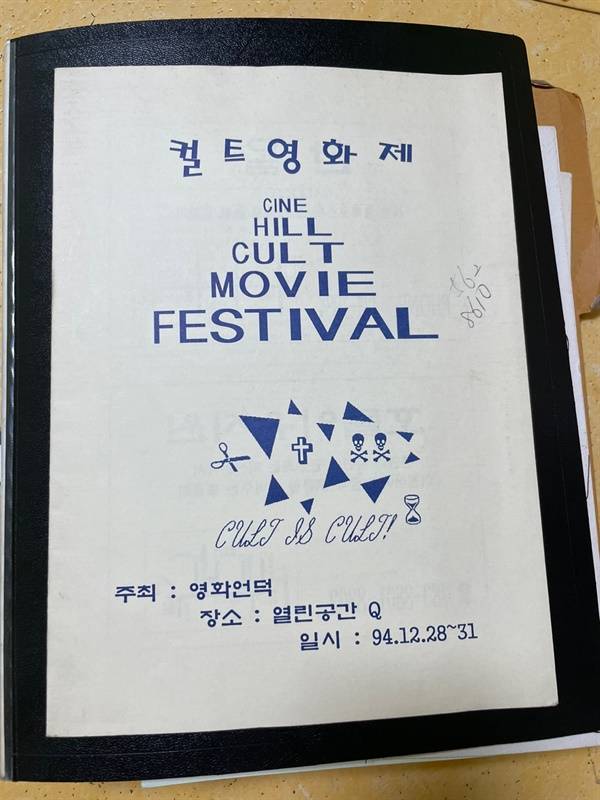 컬트영화제
CINE
HILL
CULT
MOVIE
FESTIVAL
CULT IS CULT!
주최 : 영화언덕
장소 : 열린공간 Q
일시 : 94.12.28~31